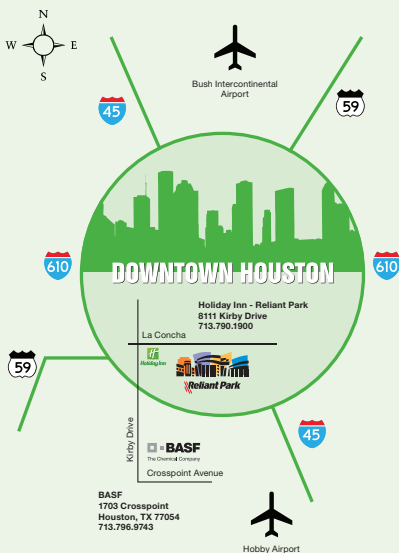 N
W
E
S
Bush Intercontinental
Airport
45
59
610
610
DOWNTOWN HOUSTON
Holiday Inn - Reliant Park
8111 Kirby Drive
713.790.1900
La Concha
Holiday Inn
Reliant Park
59
45
Kirby Drive
BASF
The Chemical Company
Crosspoint Avenue
BASF
1703 Crosspoint
Houston, TX 77054
713.796.9743
Hobby Airport